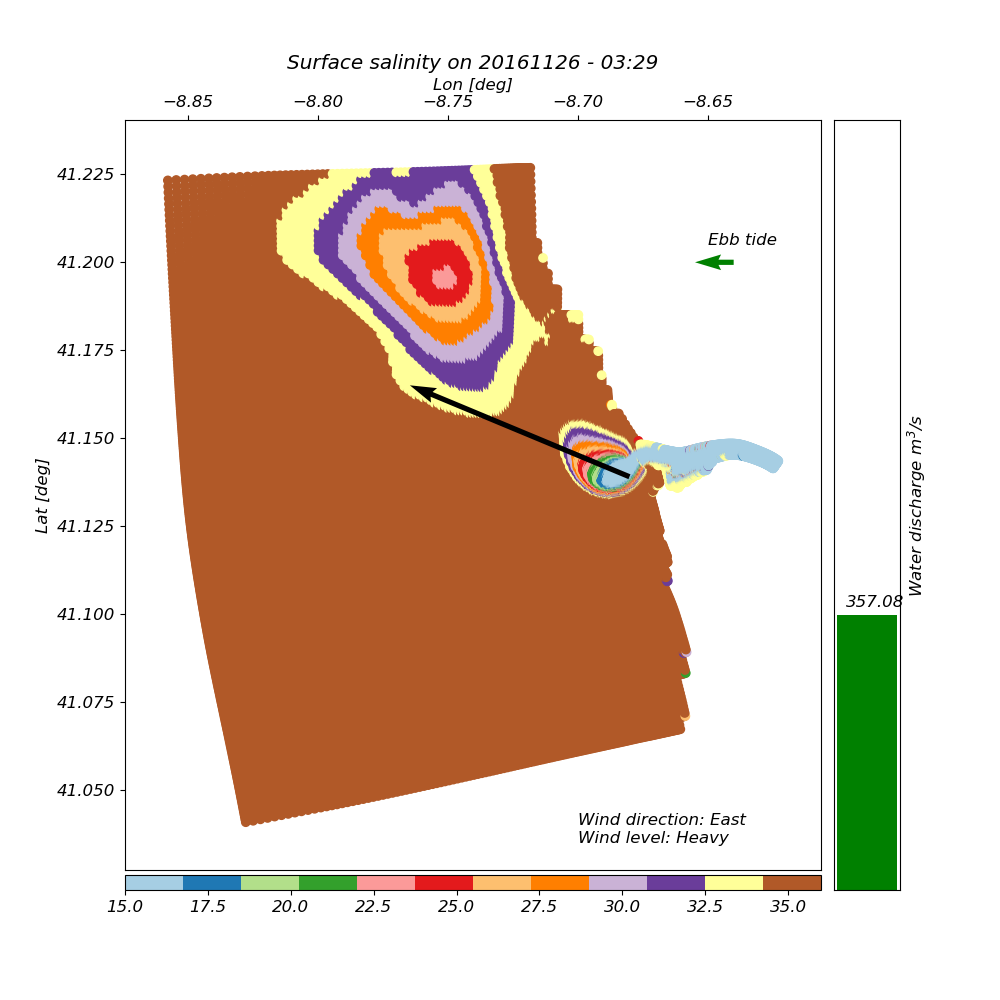 Surface salinity on 20161126 - 03:29
Lon [deg]
−8.85 −8.80 −8.75 −8.70 −8.65
41.225
41.200
41.175
41.150
41.125
41.100
41.075
41.050
Lat [deg]
Ebb tide
Wind direction: East
Wind level: Heavy
357.08
Water discharge m³/s
15.0 17.5 20.0 22.5 25.0 27.5 30.0 32.5 35.0